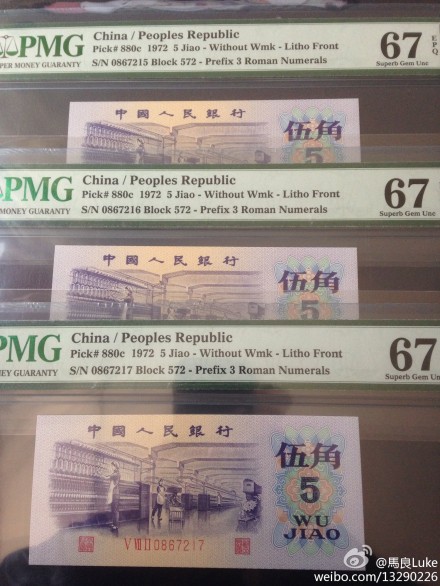 PMG
PER MONEY GUARANTY
China / Peoples Republic
Pick# 880c 1972 5 Jiao - Without Wmk - Litho Front
S/N 0867215 Block 572 - Prefix 3 Roman Numerals
67
EPQ
Superb Gem Unc
中國人民銀行
伍角
5
PMG
MONEY GUARANTY
China / Peoples Republic
Pick# 880c 1972 5 Jiao - Without Wmk - Litho Front
S/N 0867216 Block 572 - Prefix 3 Roman Numerals
67
Superb Gem Unc
中國人民銀行
伍角
5
PMG
MONEY GUARANTY
China / Peoples Republic
Pick# 880c 1972 5 Jiao - Without Wmk - Litho Front
S/N 0867217 Block 572 - Prefix 3 Roman Numerals
67
Superb Gem Unc
中國人民銀行
伍角
5
WU
JIAO
V VII II 0867217
@馬良Luke
weibo.com/13290226